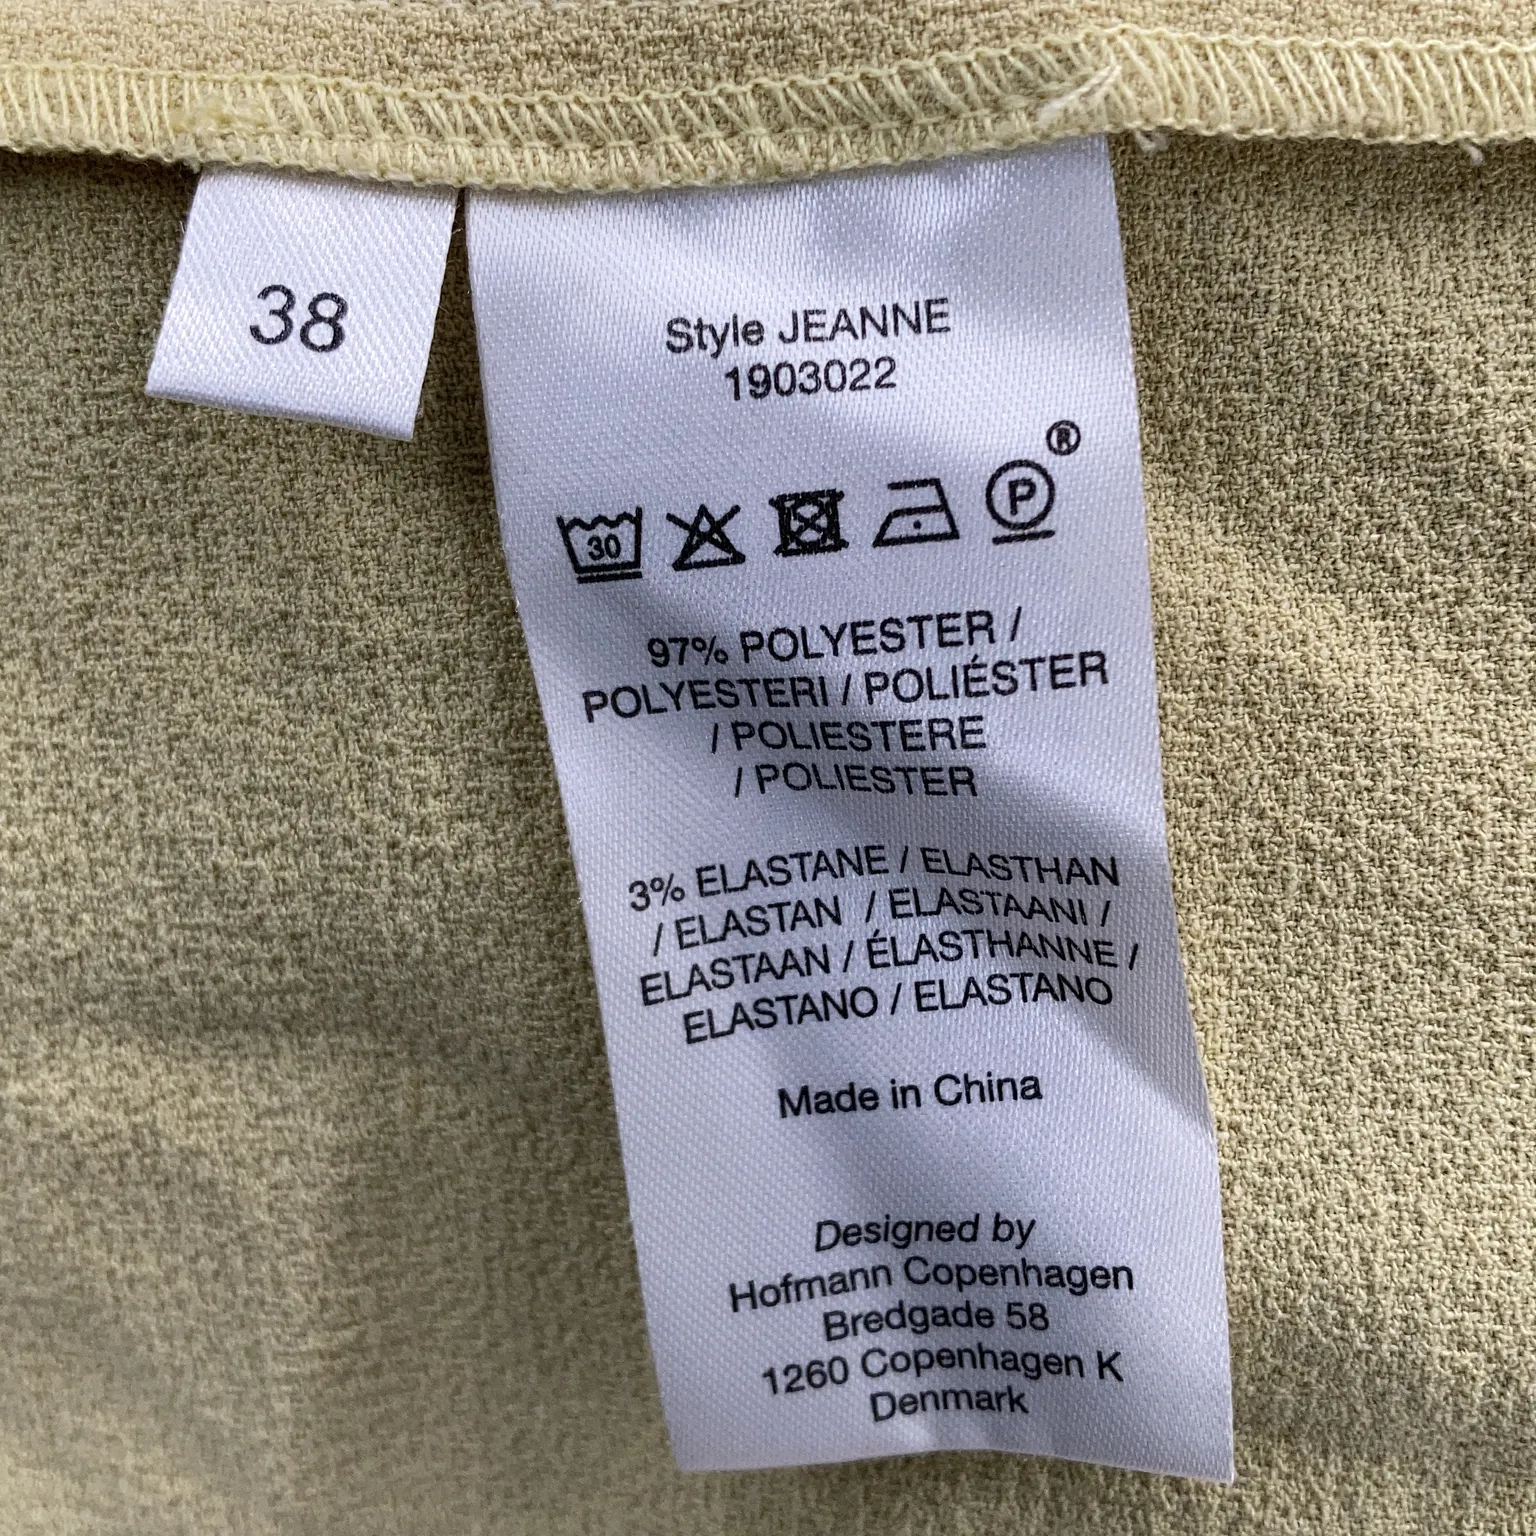 38
Style JEANNE
1903022
®
30
P
97% POLYESTER /
POLYESTERI / POLIÉSTER
/ POLIESTERE
/ POLIESTER
3% ELASTANE / ELASTHAN
/ ELASTAN / ELASTAANI /
ELASTAAN / ÉLASTHANNE /
ELASTANO / ELASTANO
Made in China
Designed by
Hofmann Copenhagen
Bredgade 58
1260 Copenhagen K
Denmark